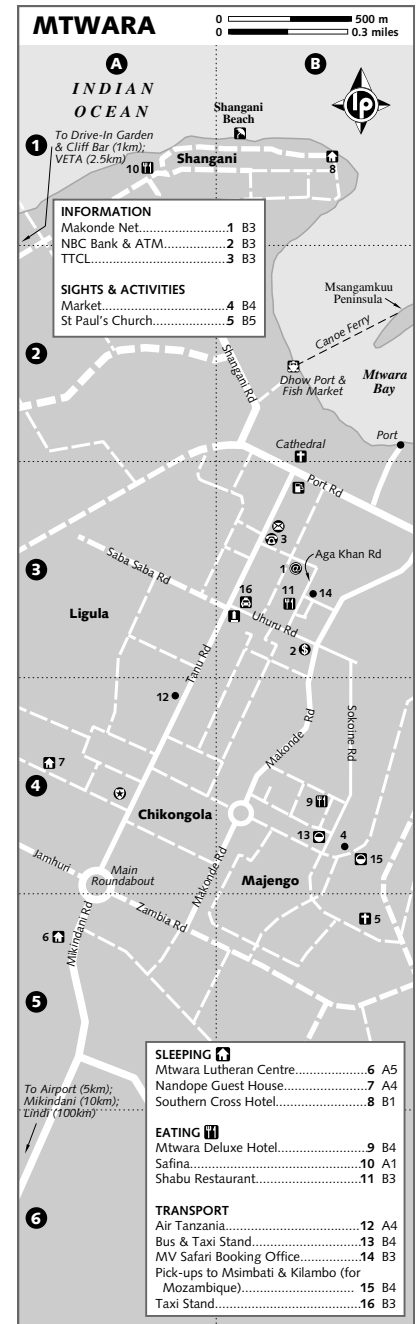 MTWARA
0 500 m
0 0.3 miles
A
B
INDIAN
OCEAN
Shangani
Beach
lp
1
To Drive-In Garden
& Cliff Bar (1km);
VETA (2.5km)
10
Shangani
8
INFORMATION
Makonde Net..............................1 B3
NBC Bank & ATM........................2 B3
TTCL............................................3 B3
SIGHTS & ACTIVITIES
Market........................................4 B4
St Paul's Church..........................5 B5
Msangamkuu
Peninsula
Canoe Ferry
2
Shangani Rd
Dhow Port &
Fish Market
Mtwara
Bay
Port
Cathedral
Port Rd
3
3
Aga Khan Rd
Saba Saba Rd
1 @
16
11
14
Ligula
Uhuru Rd
2 $
Tanu Rd
12
Makonde Rd
Sokoine Rd
7
4
9
Chikongola
13
4
15
Jamhuri
Main
Roundabout
Makonde Rd
Majengo
Zambia Rd
5
6
Mikindani Rd
5
SLEEPING
Mtwara Lutheran Centre....................6 A5
Nandope Guest House......................7 A4
Southern Cross Hotel........................8 B1
To Airport (5km);
Mikindani (10km);
Lindi (100km)
EATING
Mtwara Deluxe Hotel........................9 B4
Safina..............................................10 A1
Shabu Restaurant............................11 B3
6
TRANSPORT
Air Tanzania....................................12 A4
Bus & Taxi Stand..............................13 B4
MV Safari Booking Office................14 B3
Pick-ups to Msimbati & Kilambo (for
Mozambique)................................ 15 B4
Taxi Stand.......................................16 B3